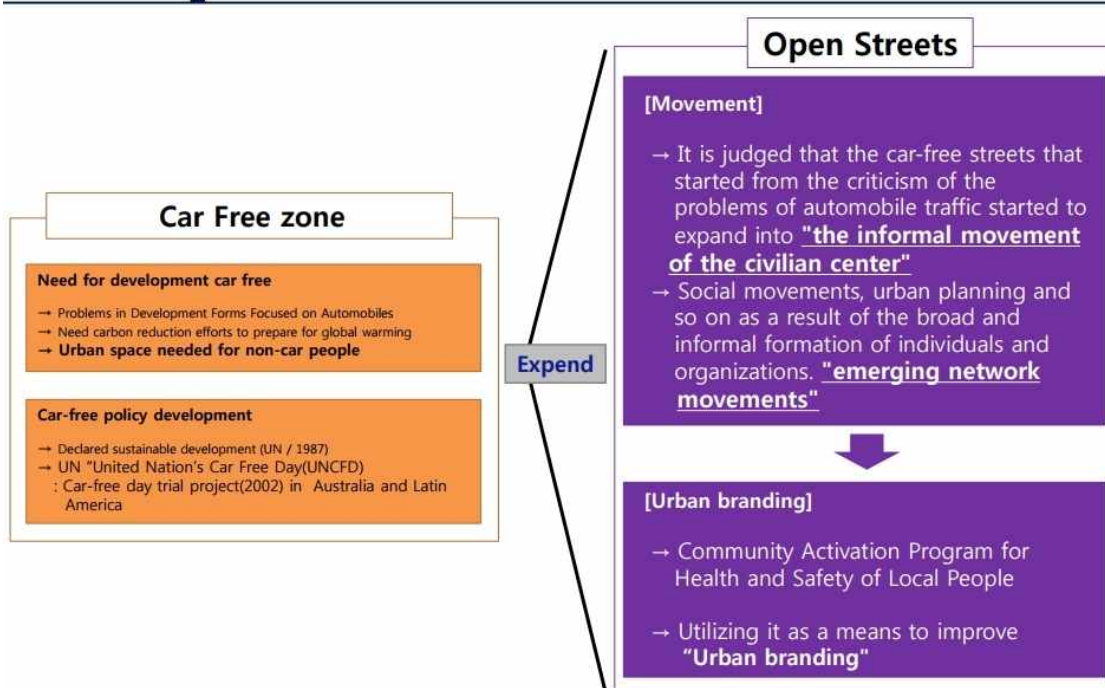 Car Free zone
Need for development car free
→ Problems in Development Forms Focused on Automobiles
→ Need carbon reduction efforts to prepare for global warming
→ Urban space needed for non-car people
Car-free policy development
→ Declared sustainable development (UN / 1987)
→ UN "United Nation's Car Free Day(UNCFD)
: Car-free day trial project(2002) in Australia and Latin
America
Expend
Open Streets
[Movement]
→ It is judged that the car-free streets that
started from the criticism of the
problems of automobile traffic started to
expand into "the informal movement
of the civilian center"
→ Social movements, urban planning and
so on as a result of the broad and
informal formation of individuals and
organizations. "emerging network
movements"
[Urban branding]
→ Community Activation Program for
Health and Safety of Local People
→ Utilizing it as a means to improve
"Urban branding"